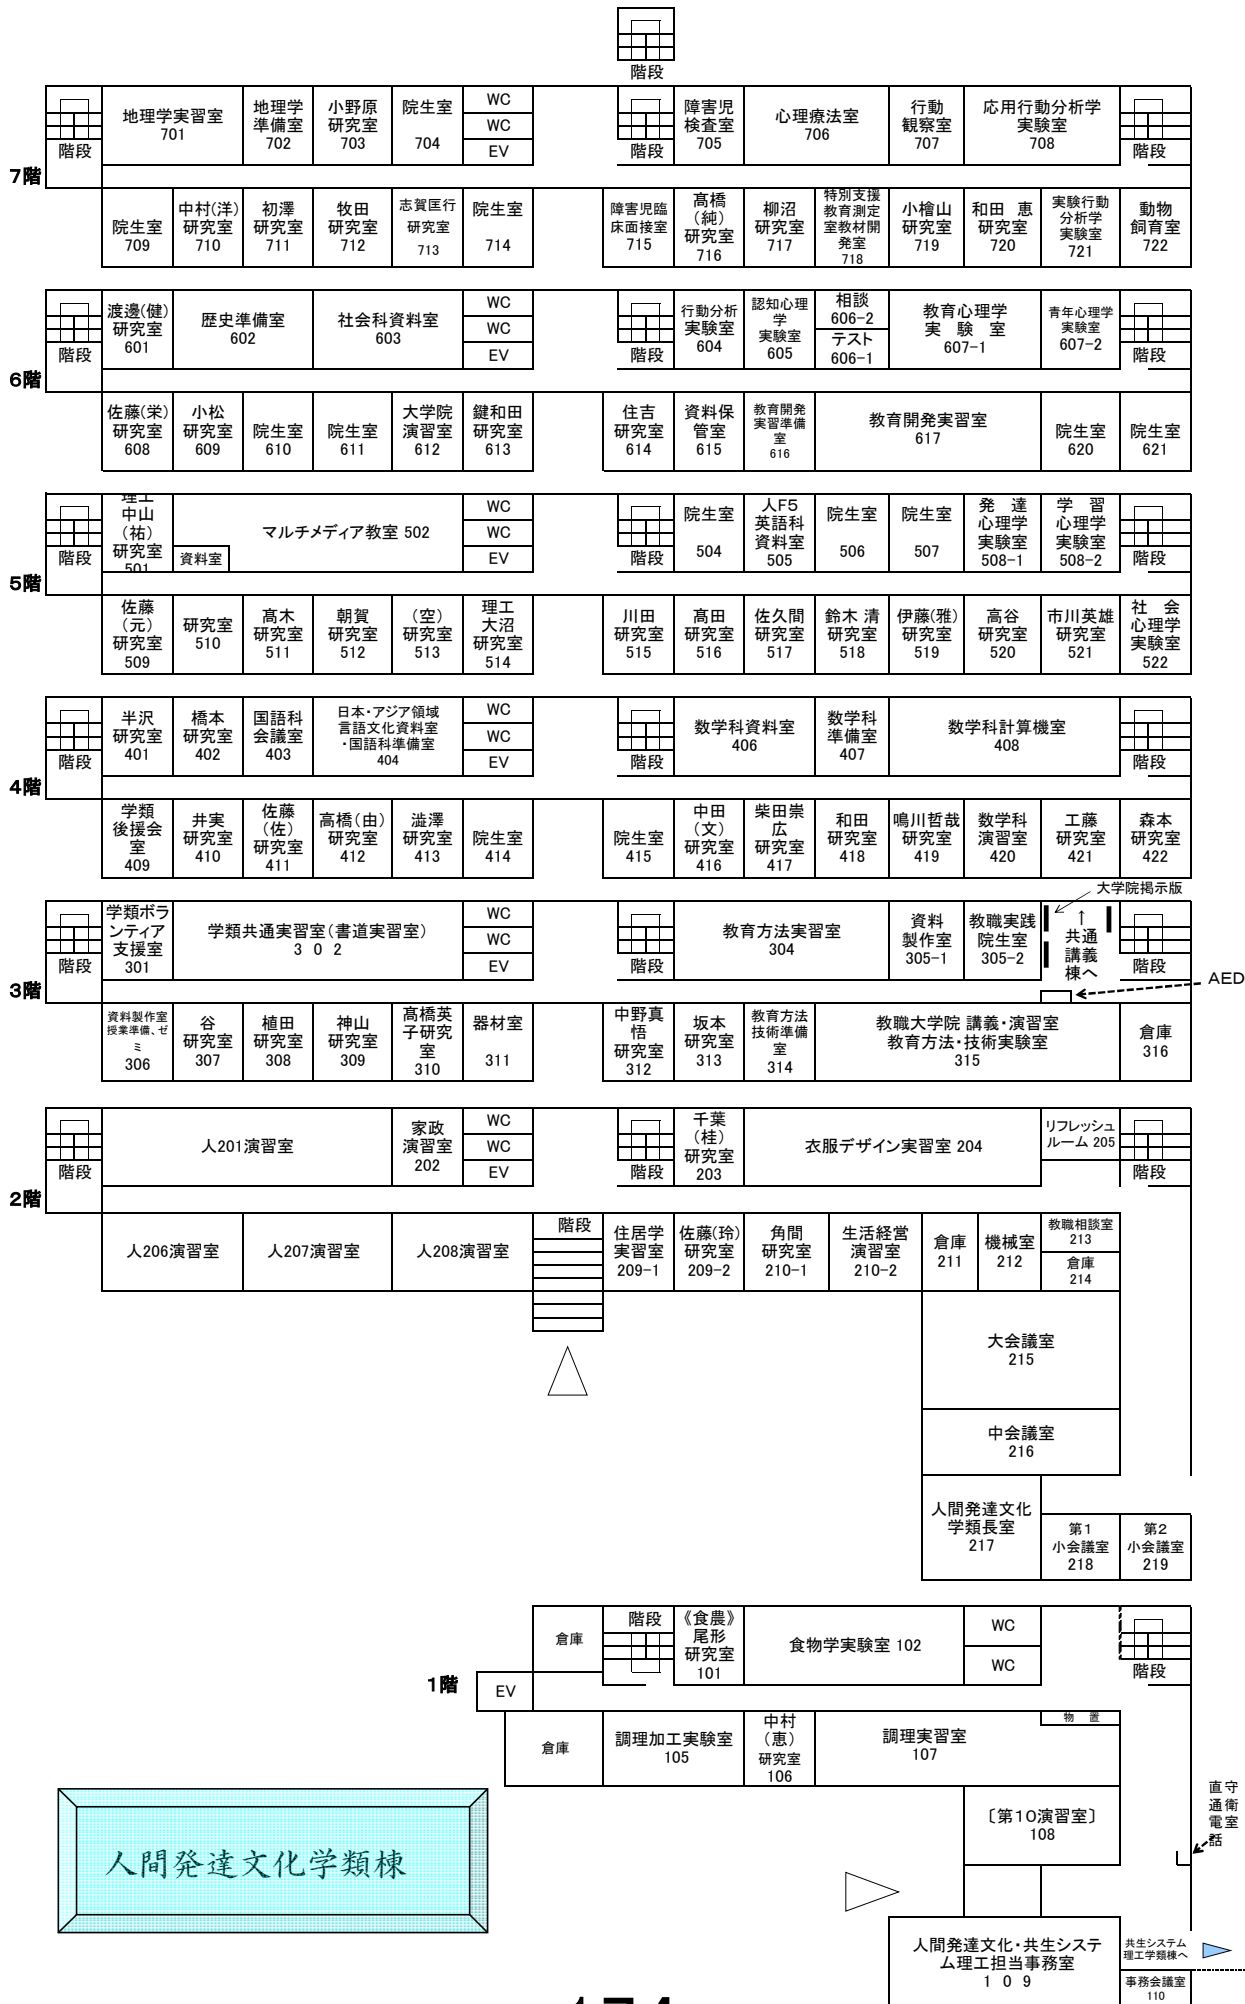 階段
7階
階段
地理学実習室
701
地理学
準備室
702
小野原
研究室
703
院生室
704
WC
WC
EV
階段
障害児
検査室
705
心理療法室
706
行動
観察室
707
応用行動分析学
実験室
708
階段
院生室
709
中村(洋)
研究室
710
初澤
研究室
711
牧田
研究室
712
志賀匡行
研究室
713
院生室
714
障害児臨
床面接室
715
髙橋
(純)
研究室
716
柳沼
研究室
717
特別支援
教育測定
室教材開
発室
718
小檜山
研究室
719
和田 恵
研究室
720
実験行動
分析学
実験室
721
動物
飼育室
722
6階
階段
渡邊(健)
研究室
601
歴史準備室
602
社会科資料室
603
WC
WC
EV
階段
行動分析
実験室
604
認知心理
学
実験室
605
相談
606-2
テスト
606-1
教育心理学
実 験 室
607-1
青年心理学
実験室
607-2
階段
佐藤(栄)
研究室
608
小松
研究室
609
院生室
610
院生室
611
大学院
演習室
612
鍵和田
研究室
613
住吉
研究室
614
資料保
管室
615
教育開発
実習準備
室
616
教育開発実習室
617
院生室
620
院生室
621
5階
階段
理工
中山
(祐)
研究室
501
資料室
マルチメディア教室 502
WC
WC
EV
階段
院生室
504
人F5
英語科
資料室
505
院生室
506
院生室
507
発 達
心理学
実験室
508-1
学 習
心理学
実験室
508-2
階段
佐藤
(元)
研究室
509
研究室
510
髙木
研究室
511
朝賀
研究室
512
(空)
研究室
513
理工
大沼
研究室
514
川田
研究室
515
髙田
研究室
516
佐久間
研究室
517
鈴木 清
研究室
518
伊藤(雅)
研究室
519
高谷
研究室
520
市川英雄
研究室
521
社 会
心理学
実験室
522
4階
階段
半沢
研究室
401
橋本
研究室
402
国語科
会議室
403
日本・アジア領域
言語文化資料室
・国語科準備室
404
WC
WC
EV
階段
数学科資料室
406
数学科
準備室
407
数学科計算機室
408
階段
学類
後援会
室
409
井実
研究室
410
佐藤
(佐)
研究室
411
高橋(由)
研究室
412
澁澤
研究室
413
院生室
414
院生室
415
中田
(文)
研究室
416
柴田崇
広
研究室
417
和田
研究室
418
鳴川哲哉
研究室
419
数学科
演習室
420
工藤
研究室
421
森本
研究室
422
大学院掲示版
3階
階段
学類ボラ
ンティア
支援室
301
学類共通実習室(書道実習室)
3 0 2
WC
WC
EV
階段
教育方法実習室
304
資料
製作室
305-1
教職実践
院生室
305-2
↑
共通
講義
棟へ
階段
AED
資料製作室
授業準備、ゼ
ミ
306
谷
研究室
307
植田
研究室
308
神山
研究室
309
髙橋英
子研究
室
310
器材室
311
中野真
悟
研究室
312
坂本
研究室
313
教育方法
技術準備
室
314
教職大学院 講義・演習室
教育方法・技術実験室
315
倉庫
316
2階
階段
人201演習室
家政
演習室
202
WC
WC
EV
階段
千葉
(桂)
研究室
203
衣服デザイン実習室 204
リフレッシュ
ルーム 205
階段
人206演習室
人207演習室
人208演習室
階段
住居学
実習室
209-1
佐藤(玲)
研究室
209-2
角間
研究室
210-1
生活経営
演習室
210-2
倉庫
211
機械室
212
教職相談室
213
倉庫
214
大会議室
215
中会議室
216
人間発達文化
学類長室
217
第1
小会議室
218
第2
小会議室
219
1階
倉庫
階段
《食農》
尾形
研究室
101
食物学実験室 102
WC
WC
階段
EV
倉庫
調理加工実験室
105
中村
(恵)
研究室
106
調理実習室
107
物 置
〔第10演習室〕
108
守衛室
直通電話
人間発達文化学類棟
人間発達文化・共生システ
ム理工担当事務室
1 0 9
共生システム
理工学類棟へ
事務会議室
110